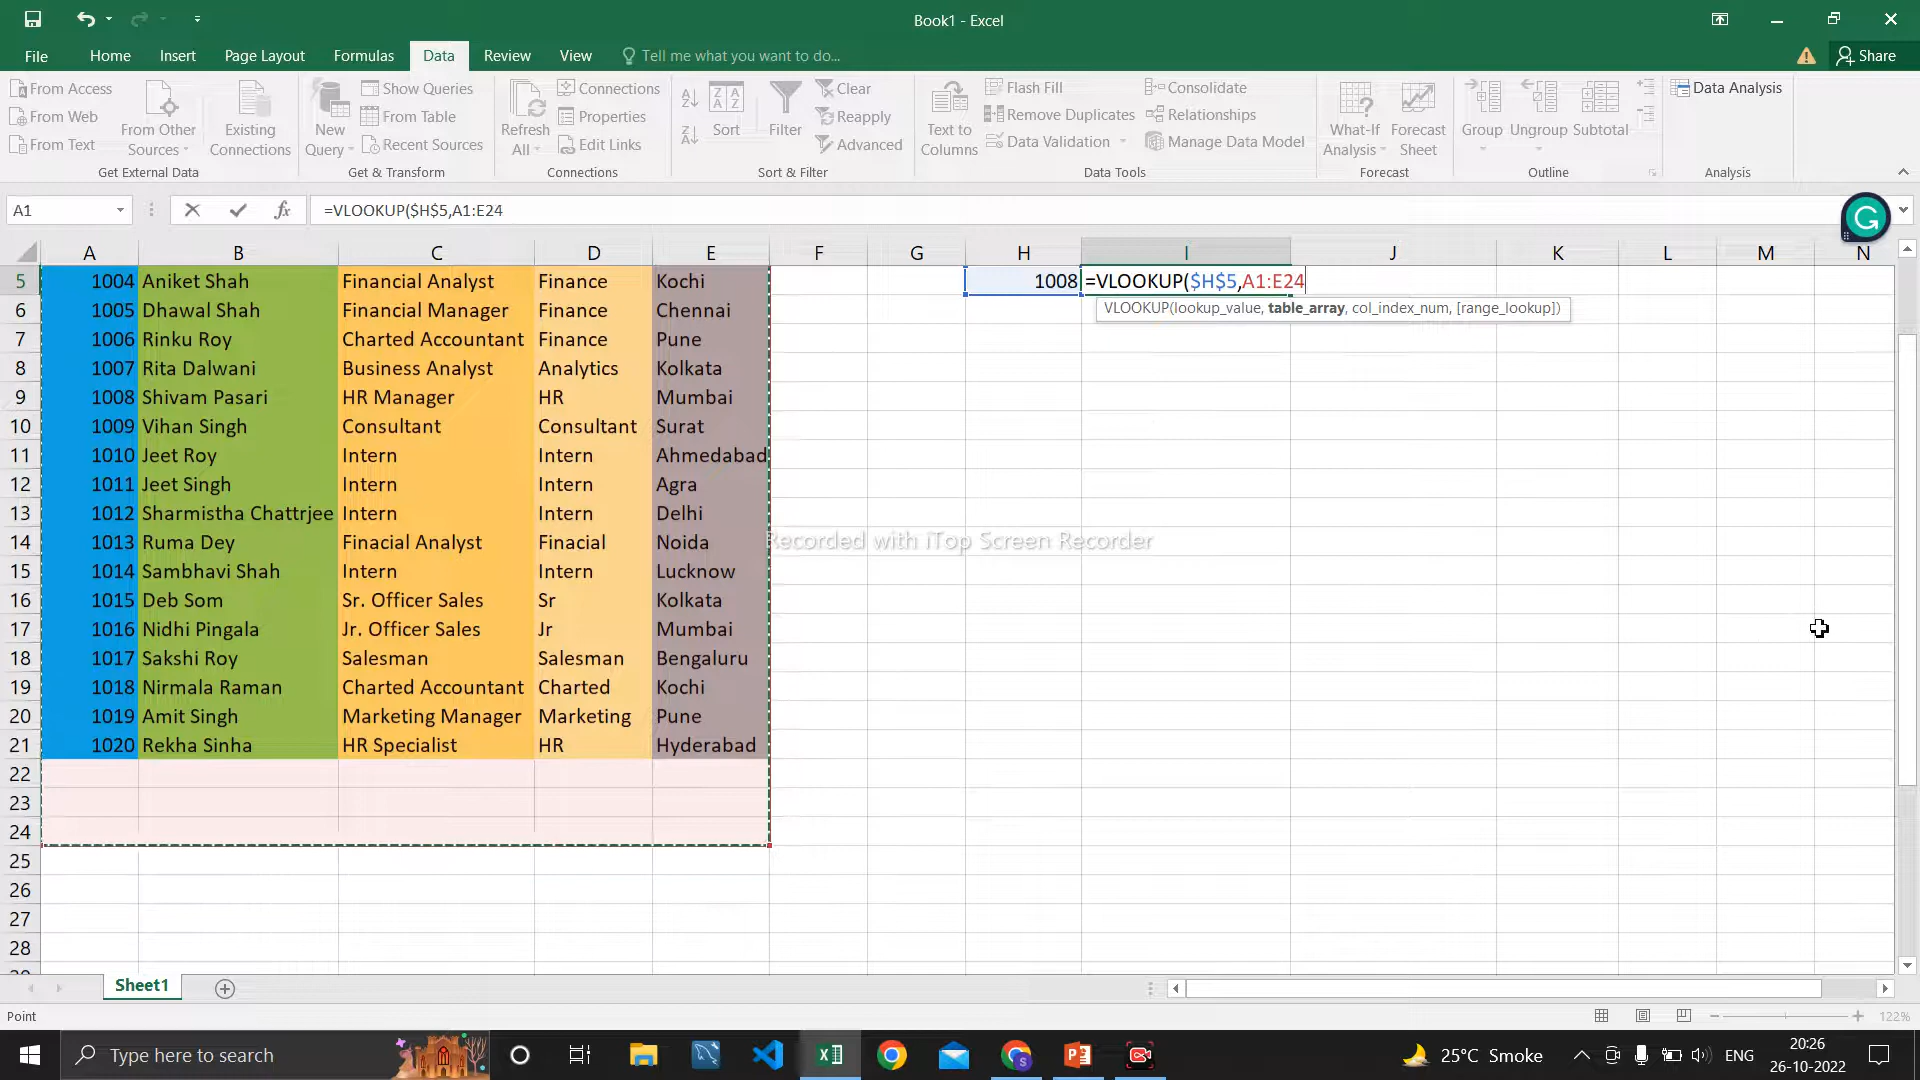 Book1 - Excel
File Home Insert Page Layout Formulas Data Review View Tell me what you want to do... Share
From Access
From Web
From Text
From Other Sources
Existing Connections
Get External Data
New Query
Show Queries
From Table
Recent Sources
Get & Transform
Refresh All
Connections
Properties
Edit Links
Connections
Sort
Filter
Clear
Reapply
Advanced
Sort & Filter
Text to Columns
Flash Fill
Remove Duplicates
Data Validation
Consolidate
Relationships
Manage Data Model
Data Tools
What-If Analysis
Forecast Sheet
Forecast
Group
Ungroup
Subtotal
Outline
Data Analysis
Analysis
A1 fx =VLOOKUP($H$5,A1:E24
A B C D E F G H I J K L M N
5 1004 Aniket Shah Financial Analyst Finance Kochi 1008 =VLOOKUP($H$5,A1:E24
VLOOKUP(lookup_value, table_array, col_index_num, [range_lookup])
6 1005 Dhawal Shah Financial Manager Finance Chennai
7 1006 Rinku Roy Charted Accountant Finance Pune
8 1007 Rita Dalwani Business Analyst Analytics Kolkata
9 1008 Shivam Pasari HR Manager HR Mumbai
10 1009 Vihan Singh Consultant Consultant Surat
11 1010 Jeet Roy Intern Intern Ahmedabad
12 1011 Jeet Singh Intern Intern Agra
13 1012 Sharmistha Chattrjee Intern Intern Delhi
14 1013 Ruma Dey Finacial Analyst Finacial Noida
Recorded with iTop Screen Recorder
15 1014 Sambhavi Shah Intern Intern Lucknow
16 1015 Deb Som Sr. Officer Sales Sr Kolkata
17 1016 Nidhi Pingala Jr. Officer Sales Jr Mumbai
18 1017 Sakshi Roy Salesman Salesman Bengaluru
19 1018 Nirmala Raman Charted Accountant Charted Kochi
20 1019 Amit Singh Marketing Manager Marketing Pune
21 1020 Rekha Sinha HR Specialist HR Hyderabad
22
23
24
25
26
27
28
Sheet1
Point 122%
Type here to search
25°C Smoke ENG
20:26
26-10-2022